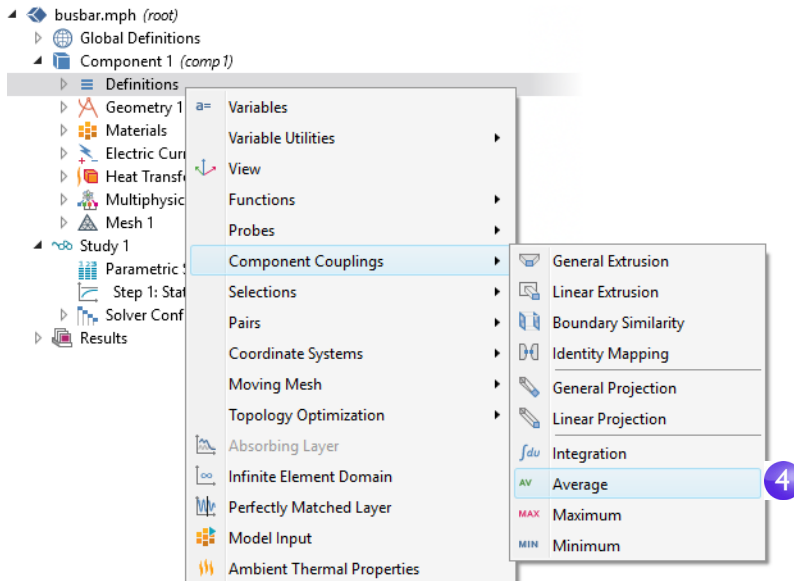 busbar.mph (root)
Global Definitions
Component 1 (comp1)
Definitions
Geometry 1
Materials
Electric Curr
Heat Transfe
Multiphysic
Mesh 1
Study 1
Parametric S
Step 1: Stat
Solver Conf
Results
a= Variables
Variable Utilities
View
Functions
Probes
Component Couplings
Selections
Pairs
Coordinate Systems
Moving Mesh
Topology Optimization
Absorbing Layer
Infinite Element Domain
Perfectly Matched Layer
Model Input
Ambient Thermal Properties
General Extrusion
Linear Extrusion
Boundary Similarity
Identity Mapping
General Projection
Linear Projection
∫du Integration
AV Average
4
MAX Maximum
MIN Minimum